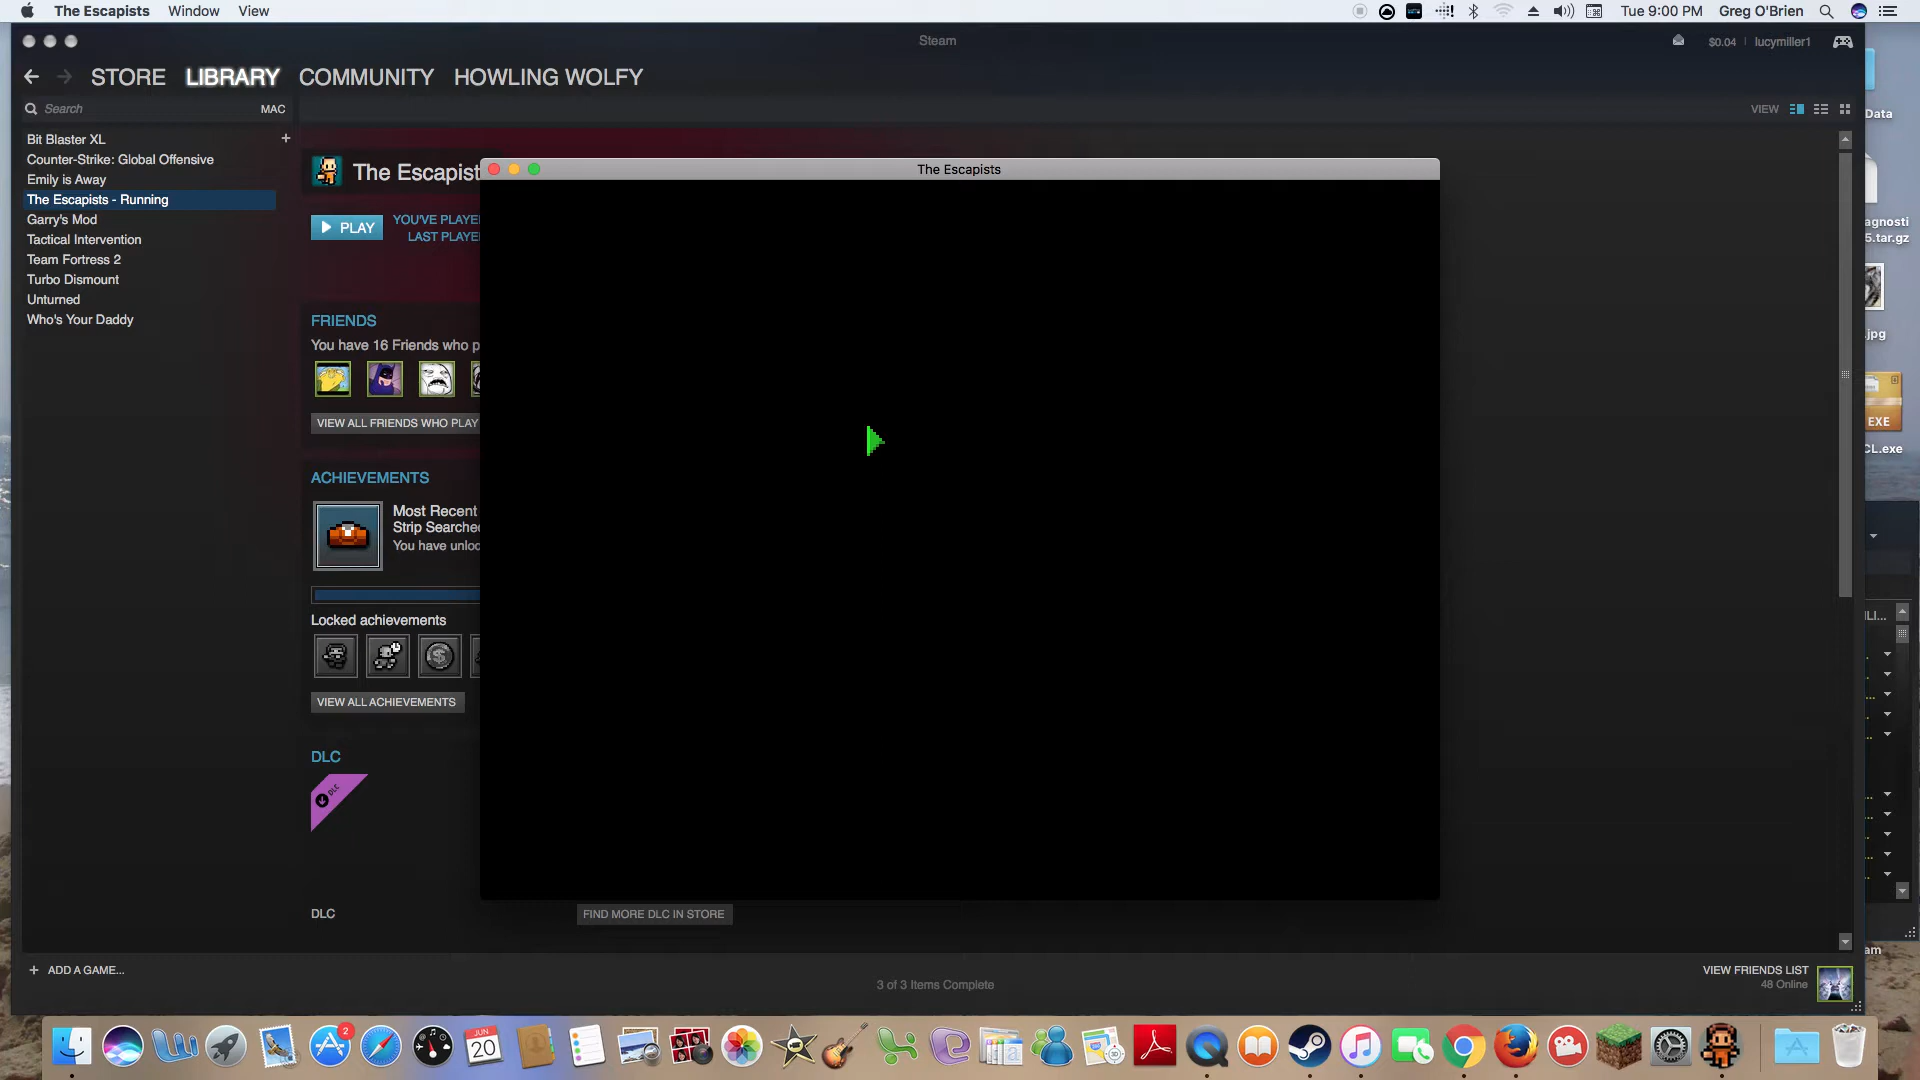 The Escapists Window View
Tue 9:00 PM Greg O'Brien
Steam
$0.04 lucymiller1
STORE LIBRARY COMMUNITY HOWLING WOLFY
Search MAC
VIEW
Data
Bit Blaster XL +
Counter-Strike: Global Offensive
Emily is Away
The Escapists - Running
Garry's Mod
Tactical Intervention
Team Fortress 2
Turbo Dismount
Unturned
Who's Your Daddy
The Escapist
The Escapists
PLAY
YOU'VE PLAYE
LAST PLAYE
agnosti
5.tar.gz
.jpg
EXE
CL.exe
FRIENDS
You have 16 Friends who p
VIEW ALL FRIENDS WHO PLAY
ACHIEVEMENTS
Most Recent
Strip Searche
You have unloc
Locked achievements
VIEW ALL ACHIEVEMENTS
LI...
DLC
DLC
DLC
FIND MORE DLC IN STORE
am
+ ADD A GAME...
3 of 3 Items Complete
VIEW FRIENDS LIST
48 Online
2
JUN
20